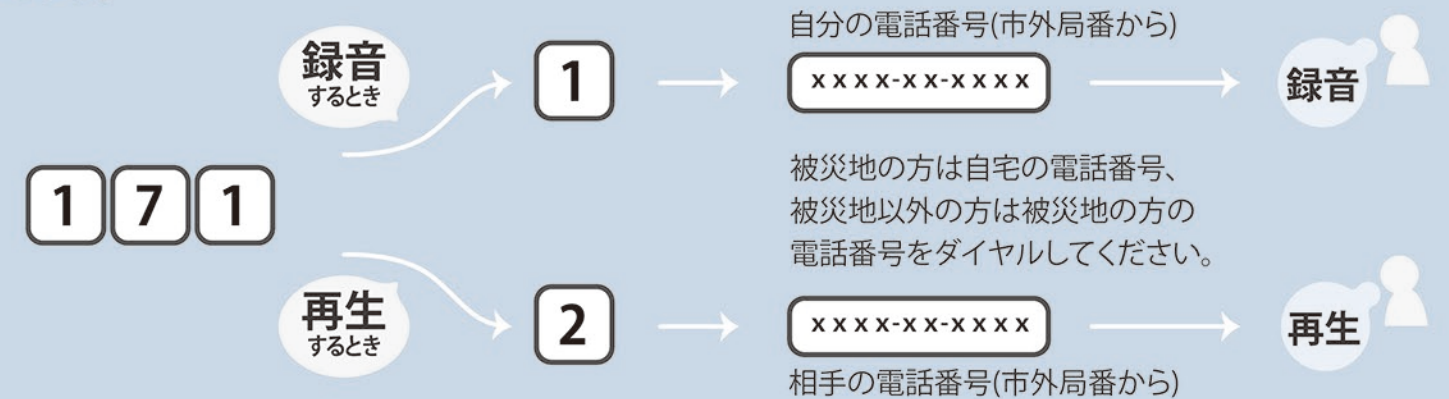 自分の電話番号(市外局番から)
録音
するとき
1
xxxx-xx-xxxx
録音
171
被災地の方は自宅の電話番号、
被災地以外の方は被災地の方の
電話番号をダイヤルしてください。
再生
するとき
2
xxxx-xx-xxxx
再生
相手の電話番号(市外局番から)